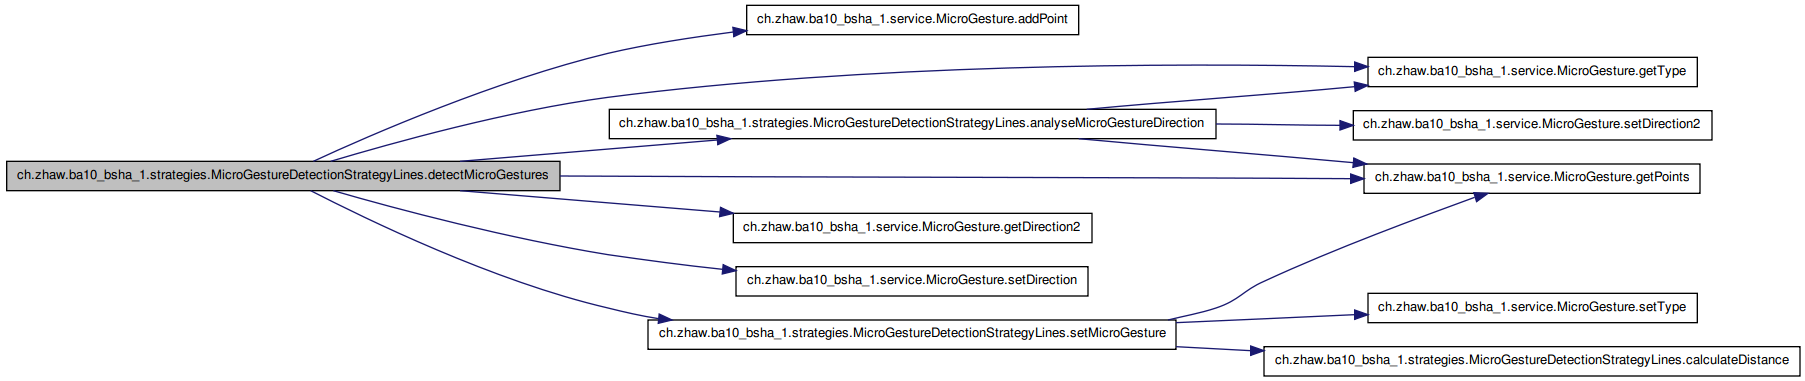 ch.zhaw.ba10_bsha_1.service.MicroGesture.addPoint
ch.zhaw.ba10_bsha_1.service.MicroGesture.getType
ch.zhaw.ba10_bsha_1.strategies.MicroGestureDetectionStrategyLines.analyseMicroGestureDirection
ch.zhaw.ba10_bsha_1.service.MicroGesture.setDirection2
ch.zhaw.ba10_bsha_1.strategies.MicroGestureDetectionStrategyLines.detectMicroGestures
ch.zhaw.ba10_bsha_1.service.MicroGesture.getPoints
ch.zhaw.ba10_bsha_1.service.MicroGesture.getDirection2
ch.zhaw.ba10_bsha_1.service.MicroGesture.setDirection
ch.zhaw.ba10_bsha_1.service.MicroGesture.setType
ch.zhaw.ba10_bsha_1.strategies.MicroGestureDetectionStrategyLines.setMicroGesture
ch.zhaw.ba10_bsha_1.strategies.MicroGestureDetectionStrategyLines.calculateDistance